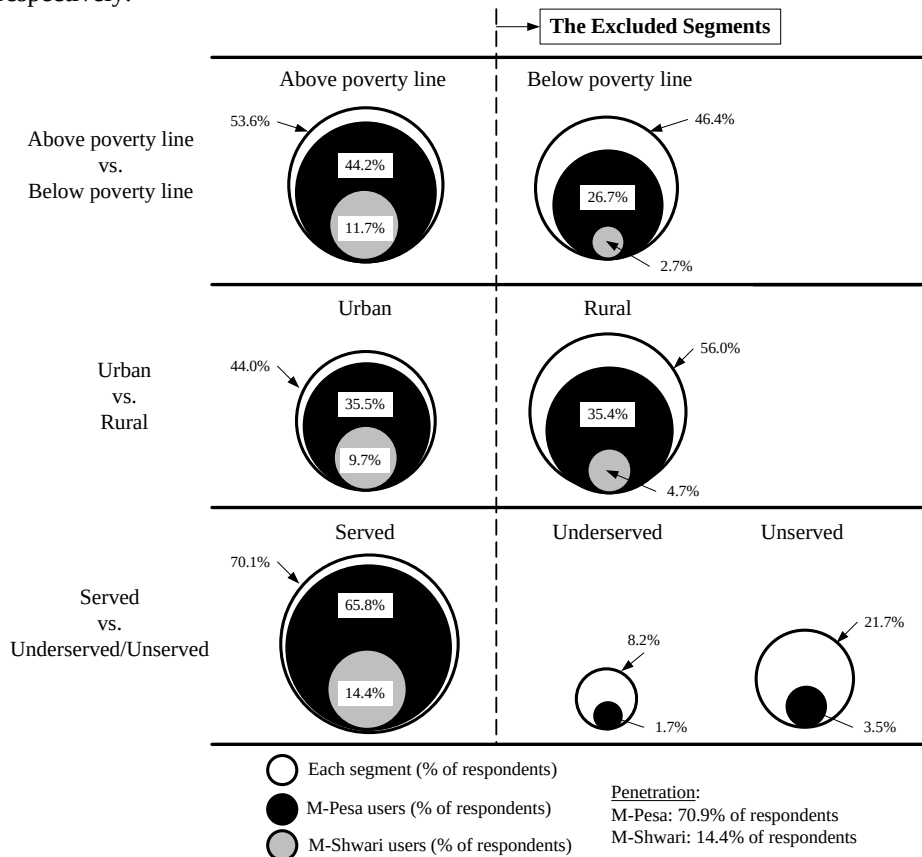 respectively.
The Excluded Segments
Above poverty line
Below poverty line
Above poverty line
vs.
Below poverty line
53.6%
44.2%
11.7%
46.4%
26.7%
2.7%
Urban
Rural
Urban
vs.
Rural
44.0%
35.5%
9.7%
56.0%
35.4%
4.7%
Served
Underserved
Unserved
Served
vs.
Underserved/Unserved
70.1%
65.8%
14.4%
8.2%
1.7%
21.7%
3.5%
Each segment (% of respondents)
M-Pesa users (% of respondents)
M-Shwari users (% of respondents)
Penetration:
M-Pesa: 70.9% of respondents
M-Shwari: 14.4% of respondents